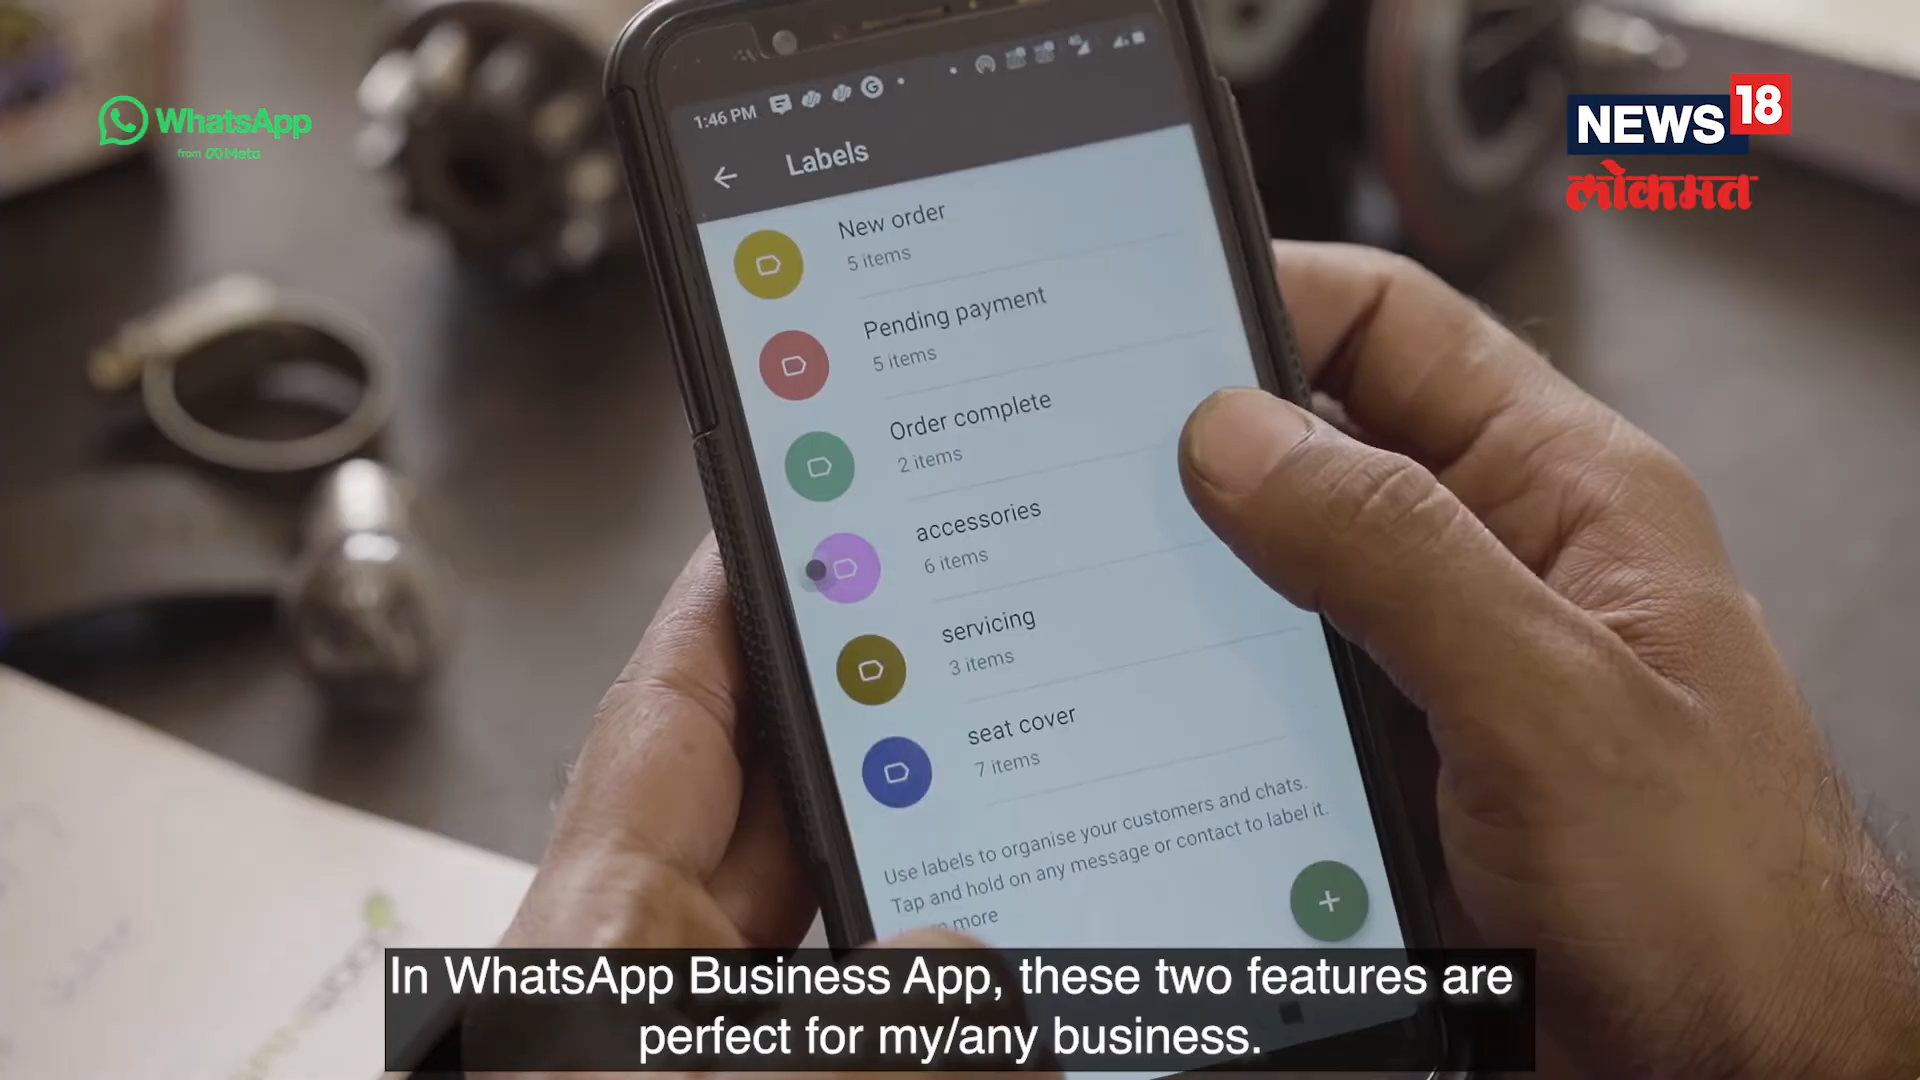 WhatsApp
from Meta
NEWS 18
लोकमत
1:46 PM
Labels
New order
5 items
Pending payment
5 items
Order complete
2 items
accessories
6 items
servicing
3 items
seat cover
7 items
Use labels to organise your customers and chats.
Tap and hold on any message or contact to label it.
more
In WhatsApp Business App, these two features are
perfect for my/any business.